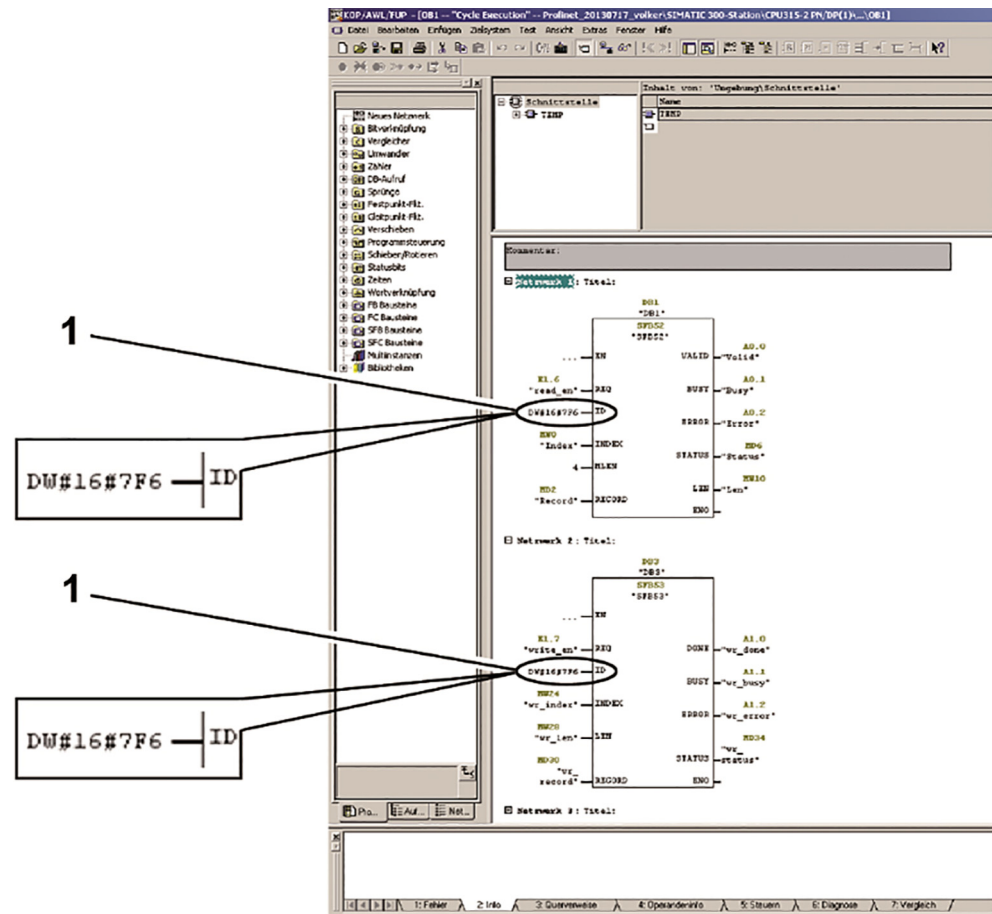 KOP/AWL/FUP - [OB1 -- "Cycle Execution" -- Profinet_20130717_volker\SIMATIC 300-Station\CPU315-2 PN/DP(1)\...\OB1]
Datei Bearbeiten Einfügen Zielsystem Test Ansicht Extras Fenster Hilfe
Neues Netzwerk
Bitverknüpfung
Vergleicher
Umwandler
Zähler
DB-Aufruf
Sprünge
Festpunkt-Fkt.
Gleitpunkt-Fkt.
Verschieben
Programmsteuerung
Schieben/Rotieren
Statusbits
Zeiten
Wortverknüpfung
FB Bausteine
FC Bausteine
SFB Bausteine
SFC Bausteine
Multiinstanzen
Bibliotheken
Pro...
Auf...
Net...
Schnittstelle
TEMP
Inhalt von: 'Umgebung\Schnittstelle'
Name
TEMP
Kommentar:
Netzwerk 1: Titel:
DB1
"DB1"
SFB52
"SFB52"
... EN VALID A0.0 "Valid"
E1.6 "read_en" REQ BUSY A0.1 "Busy"
DW#16#7F6 ID ERROR A0.2 "Error"
MW0 "Index" INDEX STATUS MD6 "Status"
4 MLEN LEN MW10 "Len"
MD2 "Record" RECORD ENO
Netzwerk 2: Titel:
DB3
"DB3"
SFB53
"SFB53"
... EN
E1.7 "write_en" REQ DONE A1.0 "wr_done"
DW#16#7F6 ID BUSY A1.1 "wr_busy"
MW24 "wr_index" INDEX ERROR A1.2 "wr_error"
MW28 "wr_len" LEN STATUS MD34 "wr_status"
MD30 "wr_record" RECORD ENO
Netzwerk 3: Titel:
1
DW#16#7F6 ID
1
DW#16#7F6 ID
1: Fehler 2: Info 3: Querverweise 4: Operandeninfo 5: Steuern 6: Diagnose 7: Vergleich